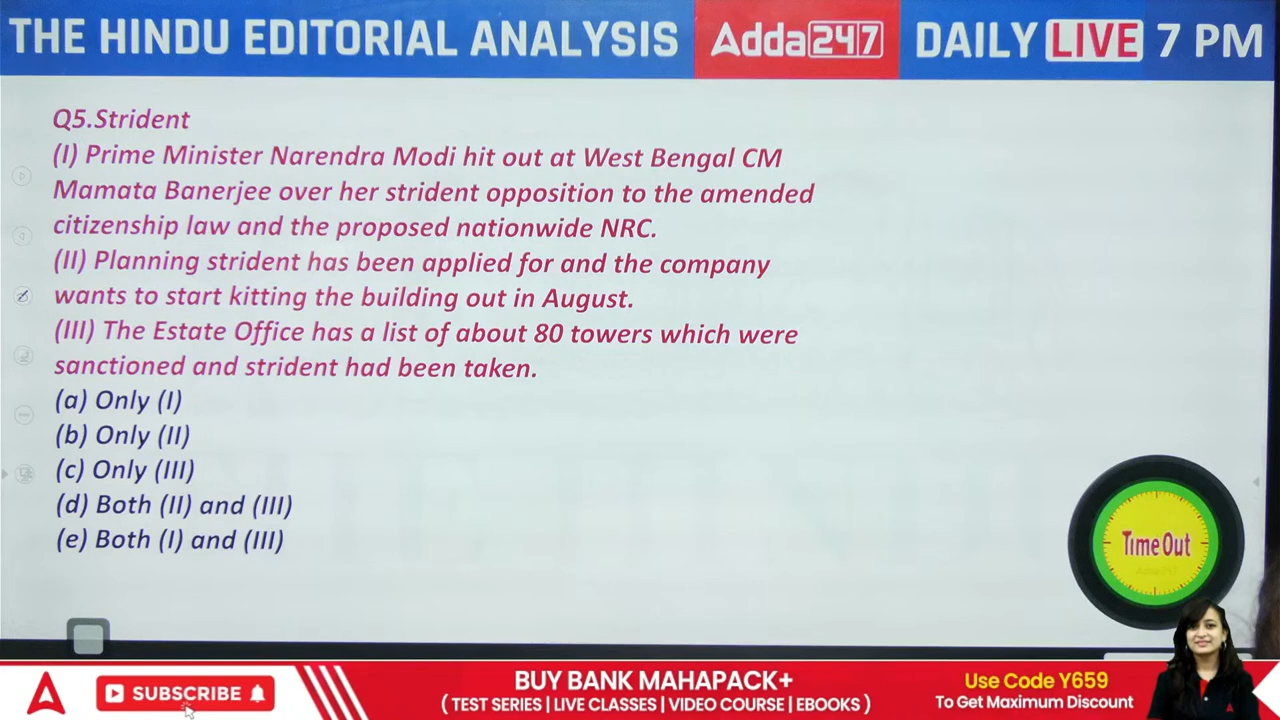 THE HINDU EDITORIAL ANALYSIS Adda247 DAILY LIVE 7 PM
Q5.Strident
(I) Prime Minister Narendra Modi hit out at West Bengal CM
Mamata Banerjee over her strident opposition to the amended
citizenship law and the proposed nationwide NRC.
(II) Planning strident has been applied for and the company
wants to start kitting the building out in August.
(III) The Estate Office has a list of about 80 towers which were
sanctioned and strident had been taken.
(a) Only (I)
(b) Only (II)
(c) Only (III)
(d) Both (II) and (III)
(e) Both (I) and (III)
Time Out
Adda247
SUBSCRIBE
BUY BANK MAHAPACK+
( TEST SERIES | LIVE CLASSES | VIDEO COURSE | EBOOKS )
Use Code Y659
To Get Maximum Discount